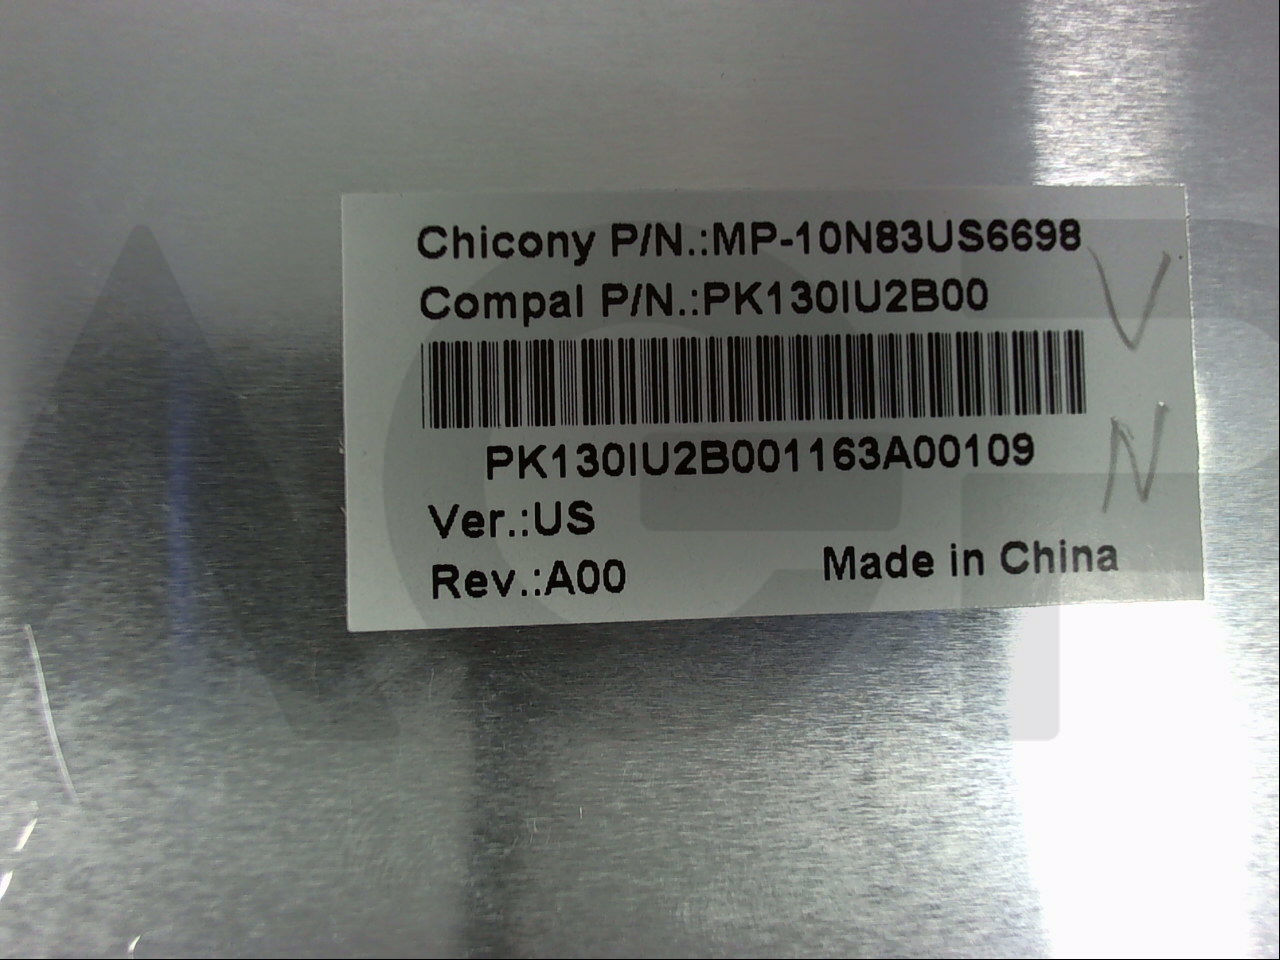 Chicony P/N.:MP-10N83US6698
Compal P/N.:PK130IU2B00
V
PK130IU2B001163A00109
N
Ver.:US
Rev.:A00
Made in China